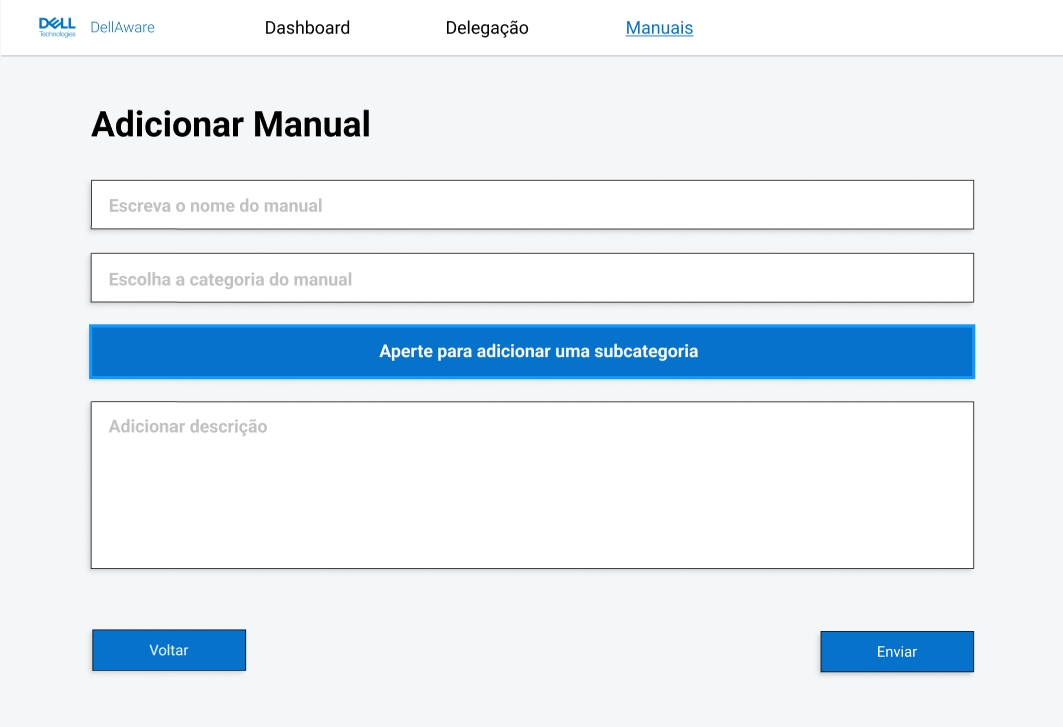 DELL
Technologies
DellAware
Dashboard
Delegação
Manuais
Adicionar Manual
Escreva o nome do manual
Escolha a categoria do manual
Aperte para adicionar uma subcategoria
Adicionar descrição
Voltar
Enviar